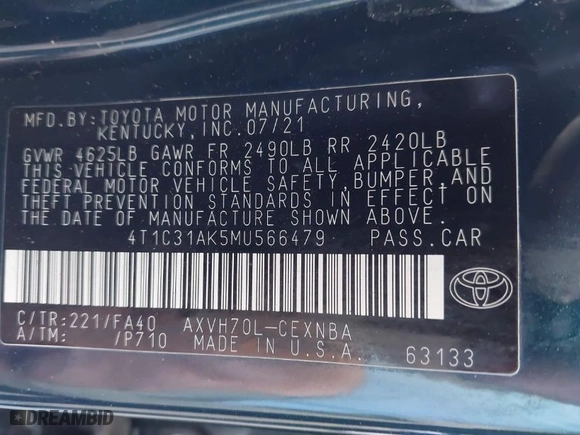 MFD.BY:TOYOTA MOTOR MANUFACTURING,
KENTUCKY, INC.07/21
GVWR 4625LB GAWR FR 2490LB RR 2420LB
THIS VEHICLE CONFORMS TO ALL APPLICABLE
FEDERAL MOTOR VEHICLE SAFETY,BUMPER,AND
THEFT PREVENTION STANDARDS IN EFFECT ON
THE DATE OF MANUFACTURE SHOWN ABOVE.
4T1C31AK5MU566479 PASS.CAR
C/TR:221/FA40 AXVH70L-CEXNBA
A/TM: /P710 MADE IN U.S.A. 63133
DREAMBID